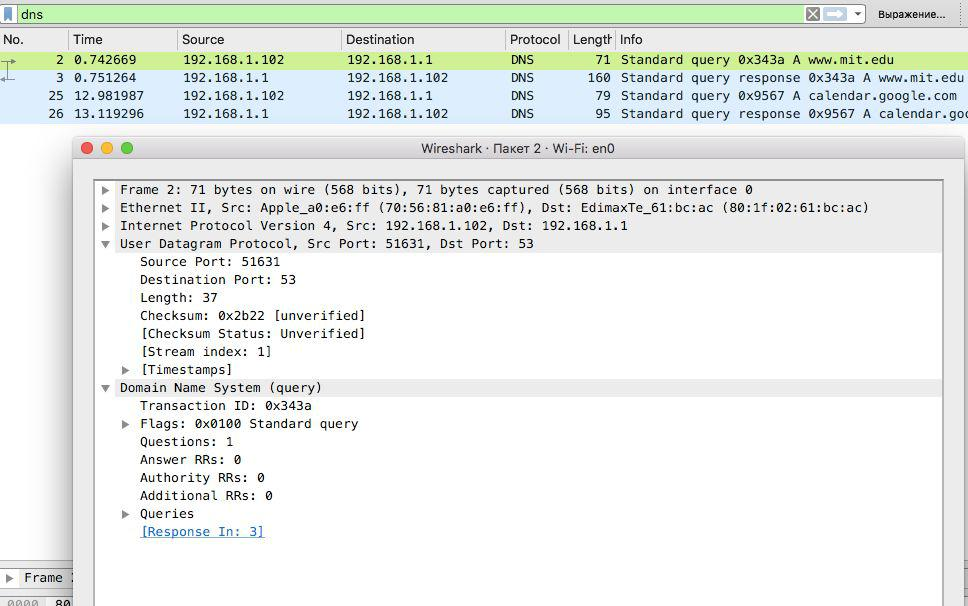 dns
Выражение...
No. Time Source Destination Protocol Length Info
2 0.742669 192.168.1.102 192.168.1.1 DNS 71 Standard query 0x343a A www.mit.edu
3 0.751264 192.168.1.1 192.168.1.102 DNS 160 Standard query response 0x343a A www.mit.edu
25 12.981987 192.168.1.102 192.168.1.1 DNS 79 Standard query 0x9567 A calendar.google.com
26 13.119296 192.168.1.1 192.168.1.102 DNS 95 Standard query response 0x9567 A calendar.goo
Wireshark · Пакет 2 · Wi-Fi: en0
Frame 2: 71 bytes on wire (568 bits), 71 bytes captured (568 bits) on interface 0
Ethernet II, Src: Apple_a0:e6:ff (70:56:81:a0:e6:ff), Dst: EdimaxTe_61:bc:ac (80:1f:02:61:bc:ac)
Internet Protocol Version 4, Src: 192.168.1.102, Dst: 192.168.1.1
User Datagram Protocol, Src Port: 51631, Dst Port: 53
Source Port: 51631
Destination Port: 53
Length: 37
Checksum: 0x2b22 [unverified]
[Checksum Status: Unverified]
[Stream index: 1]
[Timestamps]
Domain Name System (query)
Transaction ID: 0x343a
Flags: 0x0100 Standard query
Questions: 1
Answer RRs: 0
Authority RRs: 0
Additional RRs: 0
Queries
[Response In: 3]
Frame
0000 80